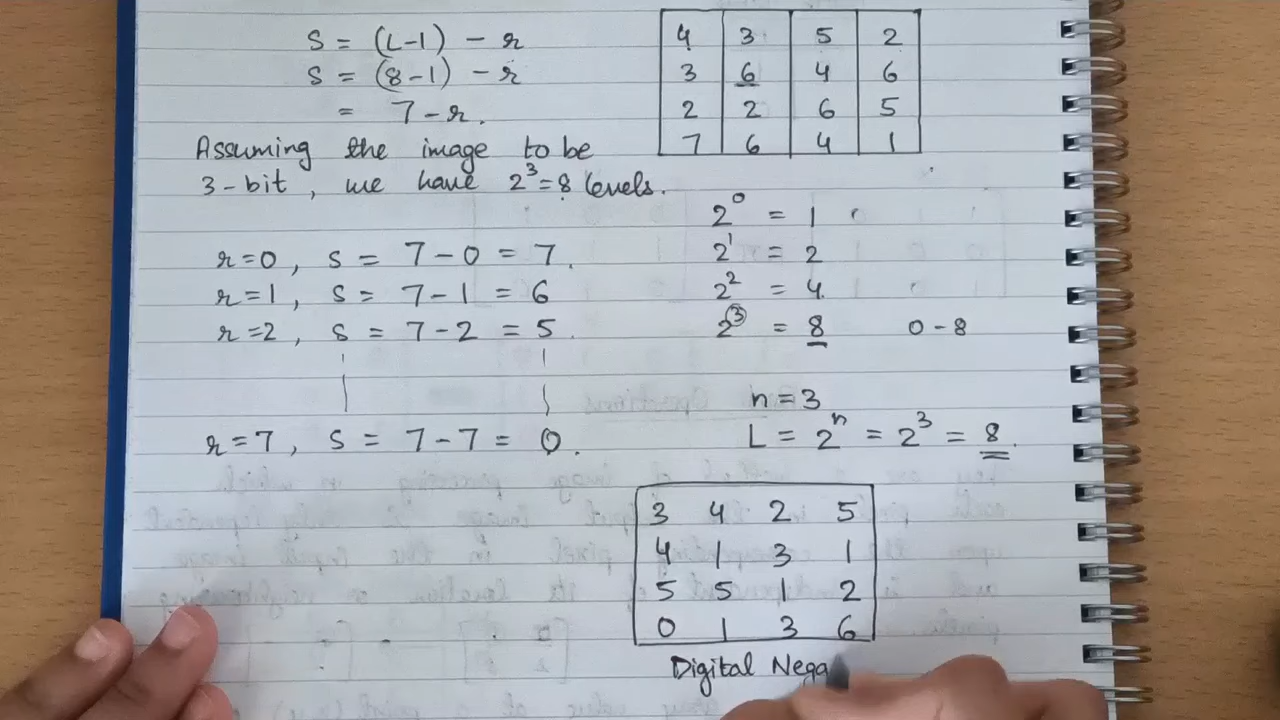 S = (L-1) - r
S = (8-1) - r
= 7 - r.
Assuming the image to be
3-bit, we have 2³ = 8 levels.
4 3 5 2
3 6 4 6
2 2 6 5
7 6 4 1
2⁰ = 1
2¹ = 2
2² = 4
2³ = 8 0 - 8
r=0, s = 7 - 0 = 7.
r=1, s = 7 - 1 = 6
r=2, s = 7 - 2 = 5
r=7, s = 7 - 7 = 0.
n = 3
L = 2ⁿ = 2³ = 8.
3 4 2 5
4 1 3 1
5 5 1 2
0 1 3 6
Digital Nega